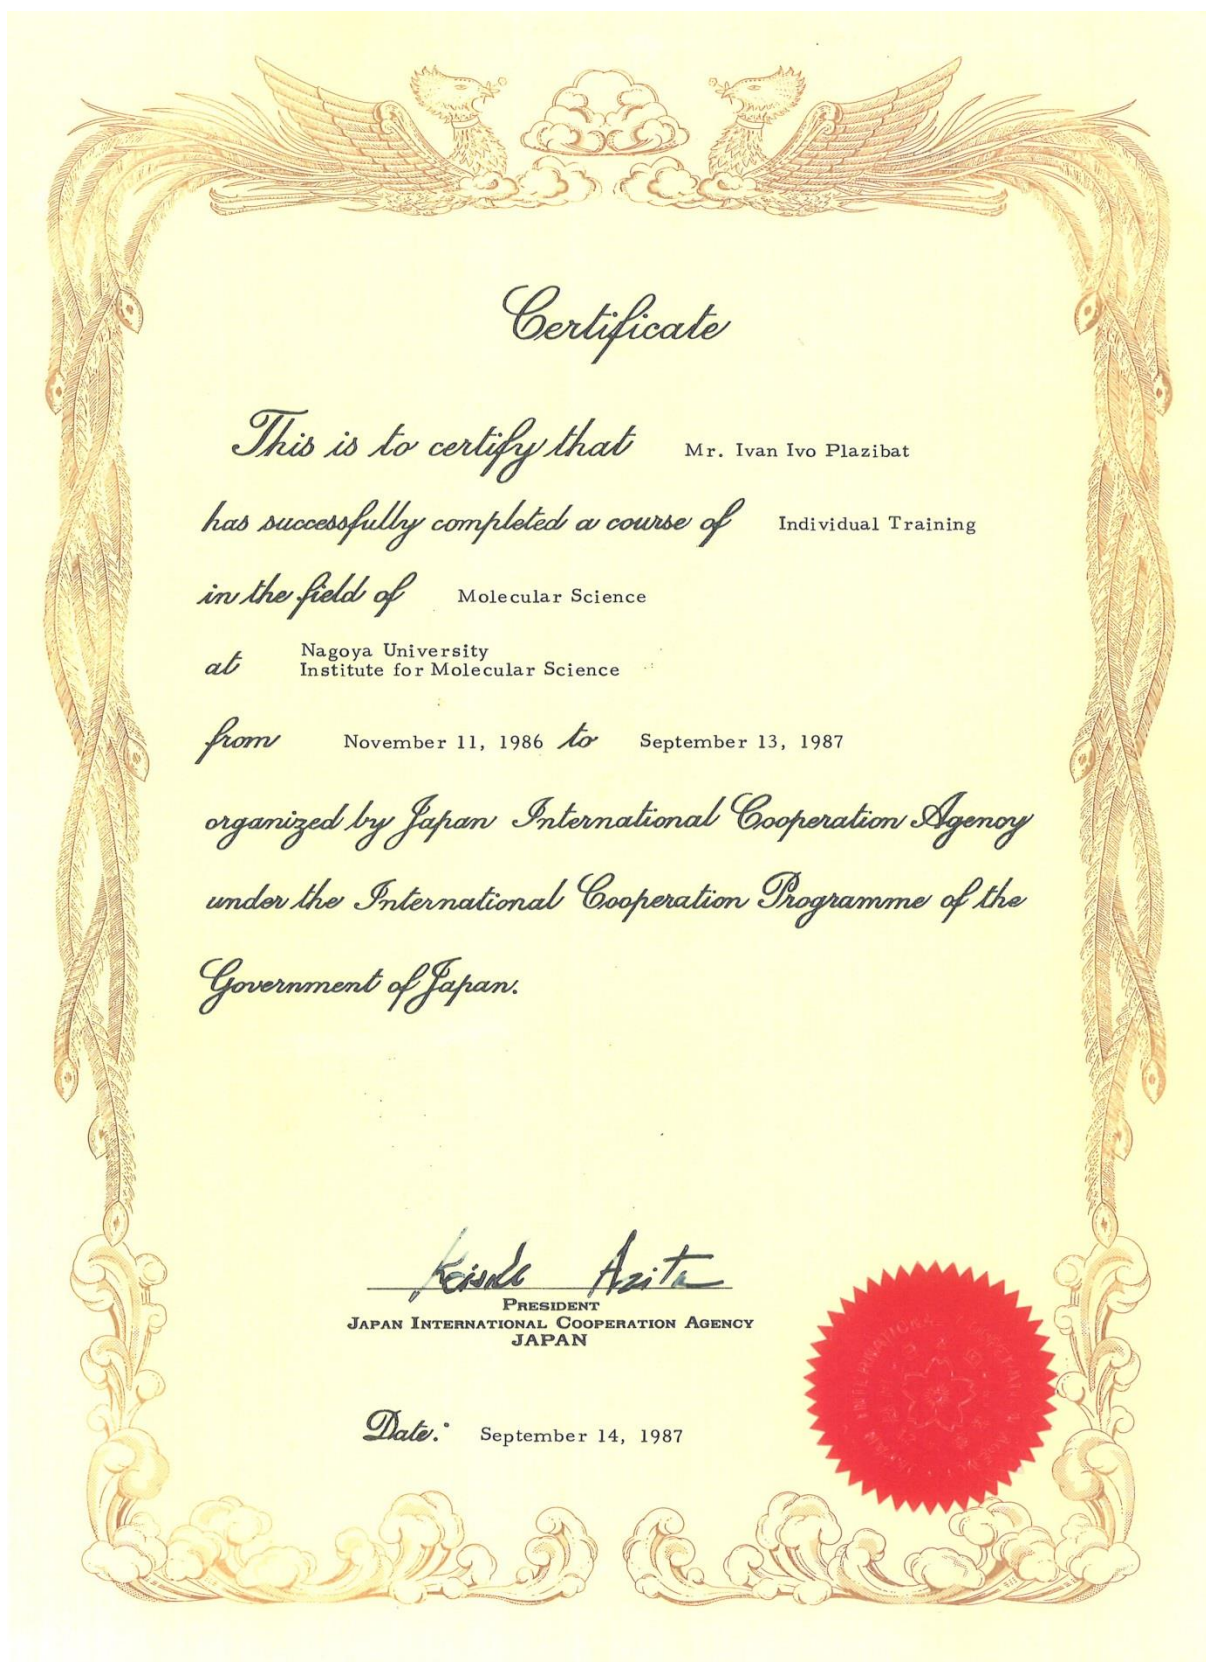 Certificate
This is to certify that Mr. Ivan Ivo Plazibat
has successfully completed a course of Individual Training
in the field of Molecular Science
at Nagoya University
Institute for Molecular Science
from November 11, 1986 to September 13, 1987
organized by Japan International Cooperation Agency
under the International Cooperation Programme of the
Government of Japan.
Keisuke Arita
PRESIDENT
JAPAN INTERNATIONAL COOPERATION AGENCY
JAPAN
Date: September 14, 1987